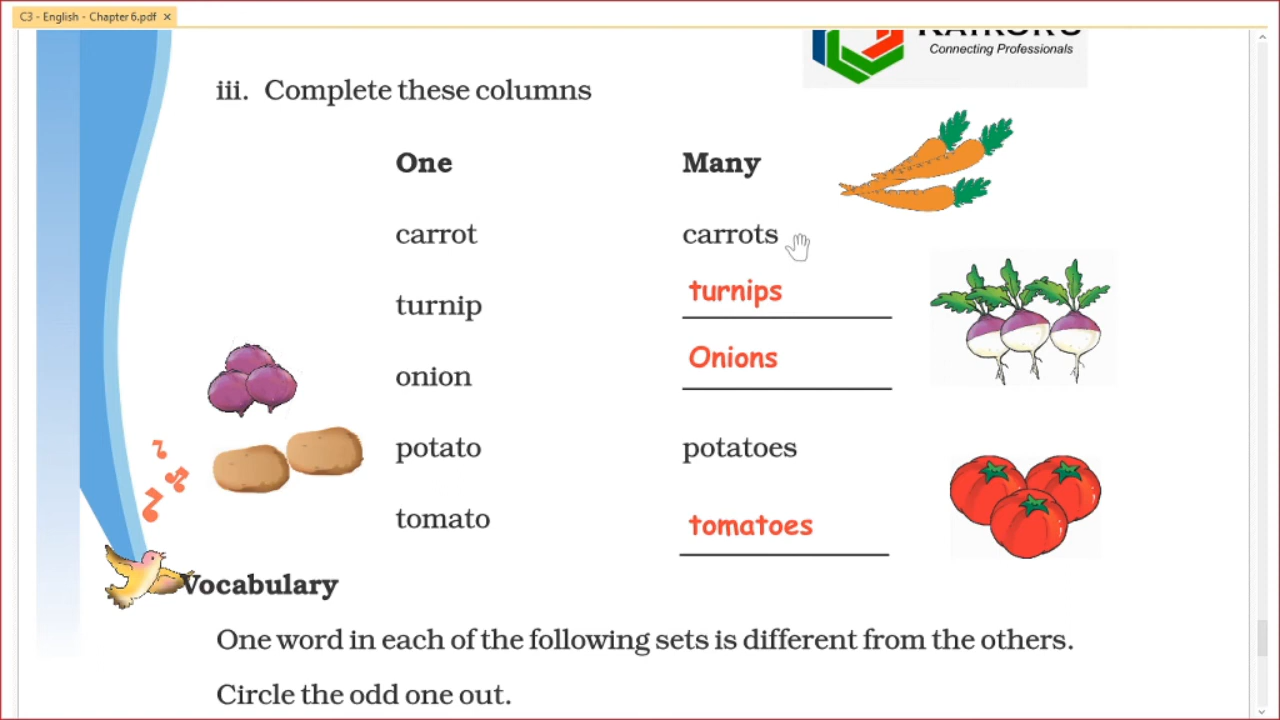 C3 - English - Chapter 6.pdf ×
Connecting Professionals
iii. Complete these columns
One Many
carrot carrots
turnip turnips
onion Onions
potato potatoes
tomato tomatoes
Vocabulary
One word in each of the following sets is different from the others.
Circle the odd one out.